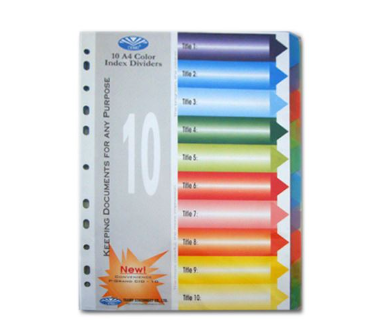 10 A4 Color
Index Dividers
KEEPING DOCUMENTS FOR ANY PURPOSE
10
Title 1.
Title 2.
Title 3.
Title 4.
Title 5.
Title 6.
Title 7.
Title 8.
Title 9.
Title 10.
New!